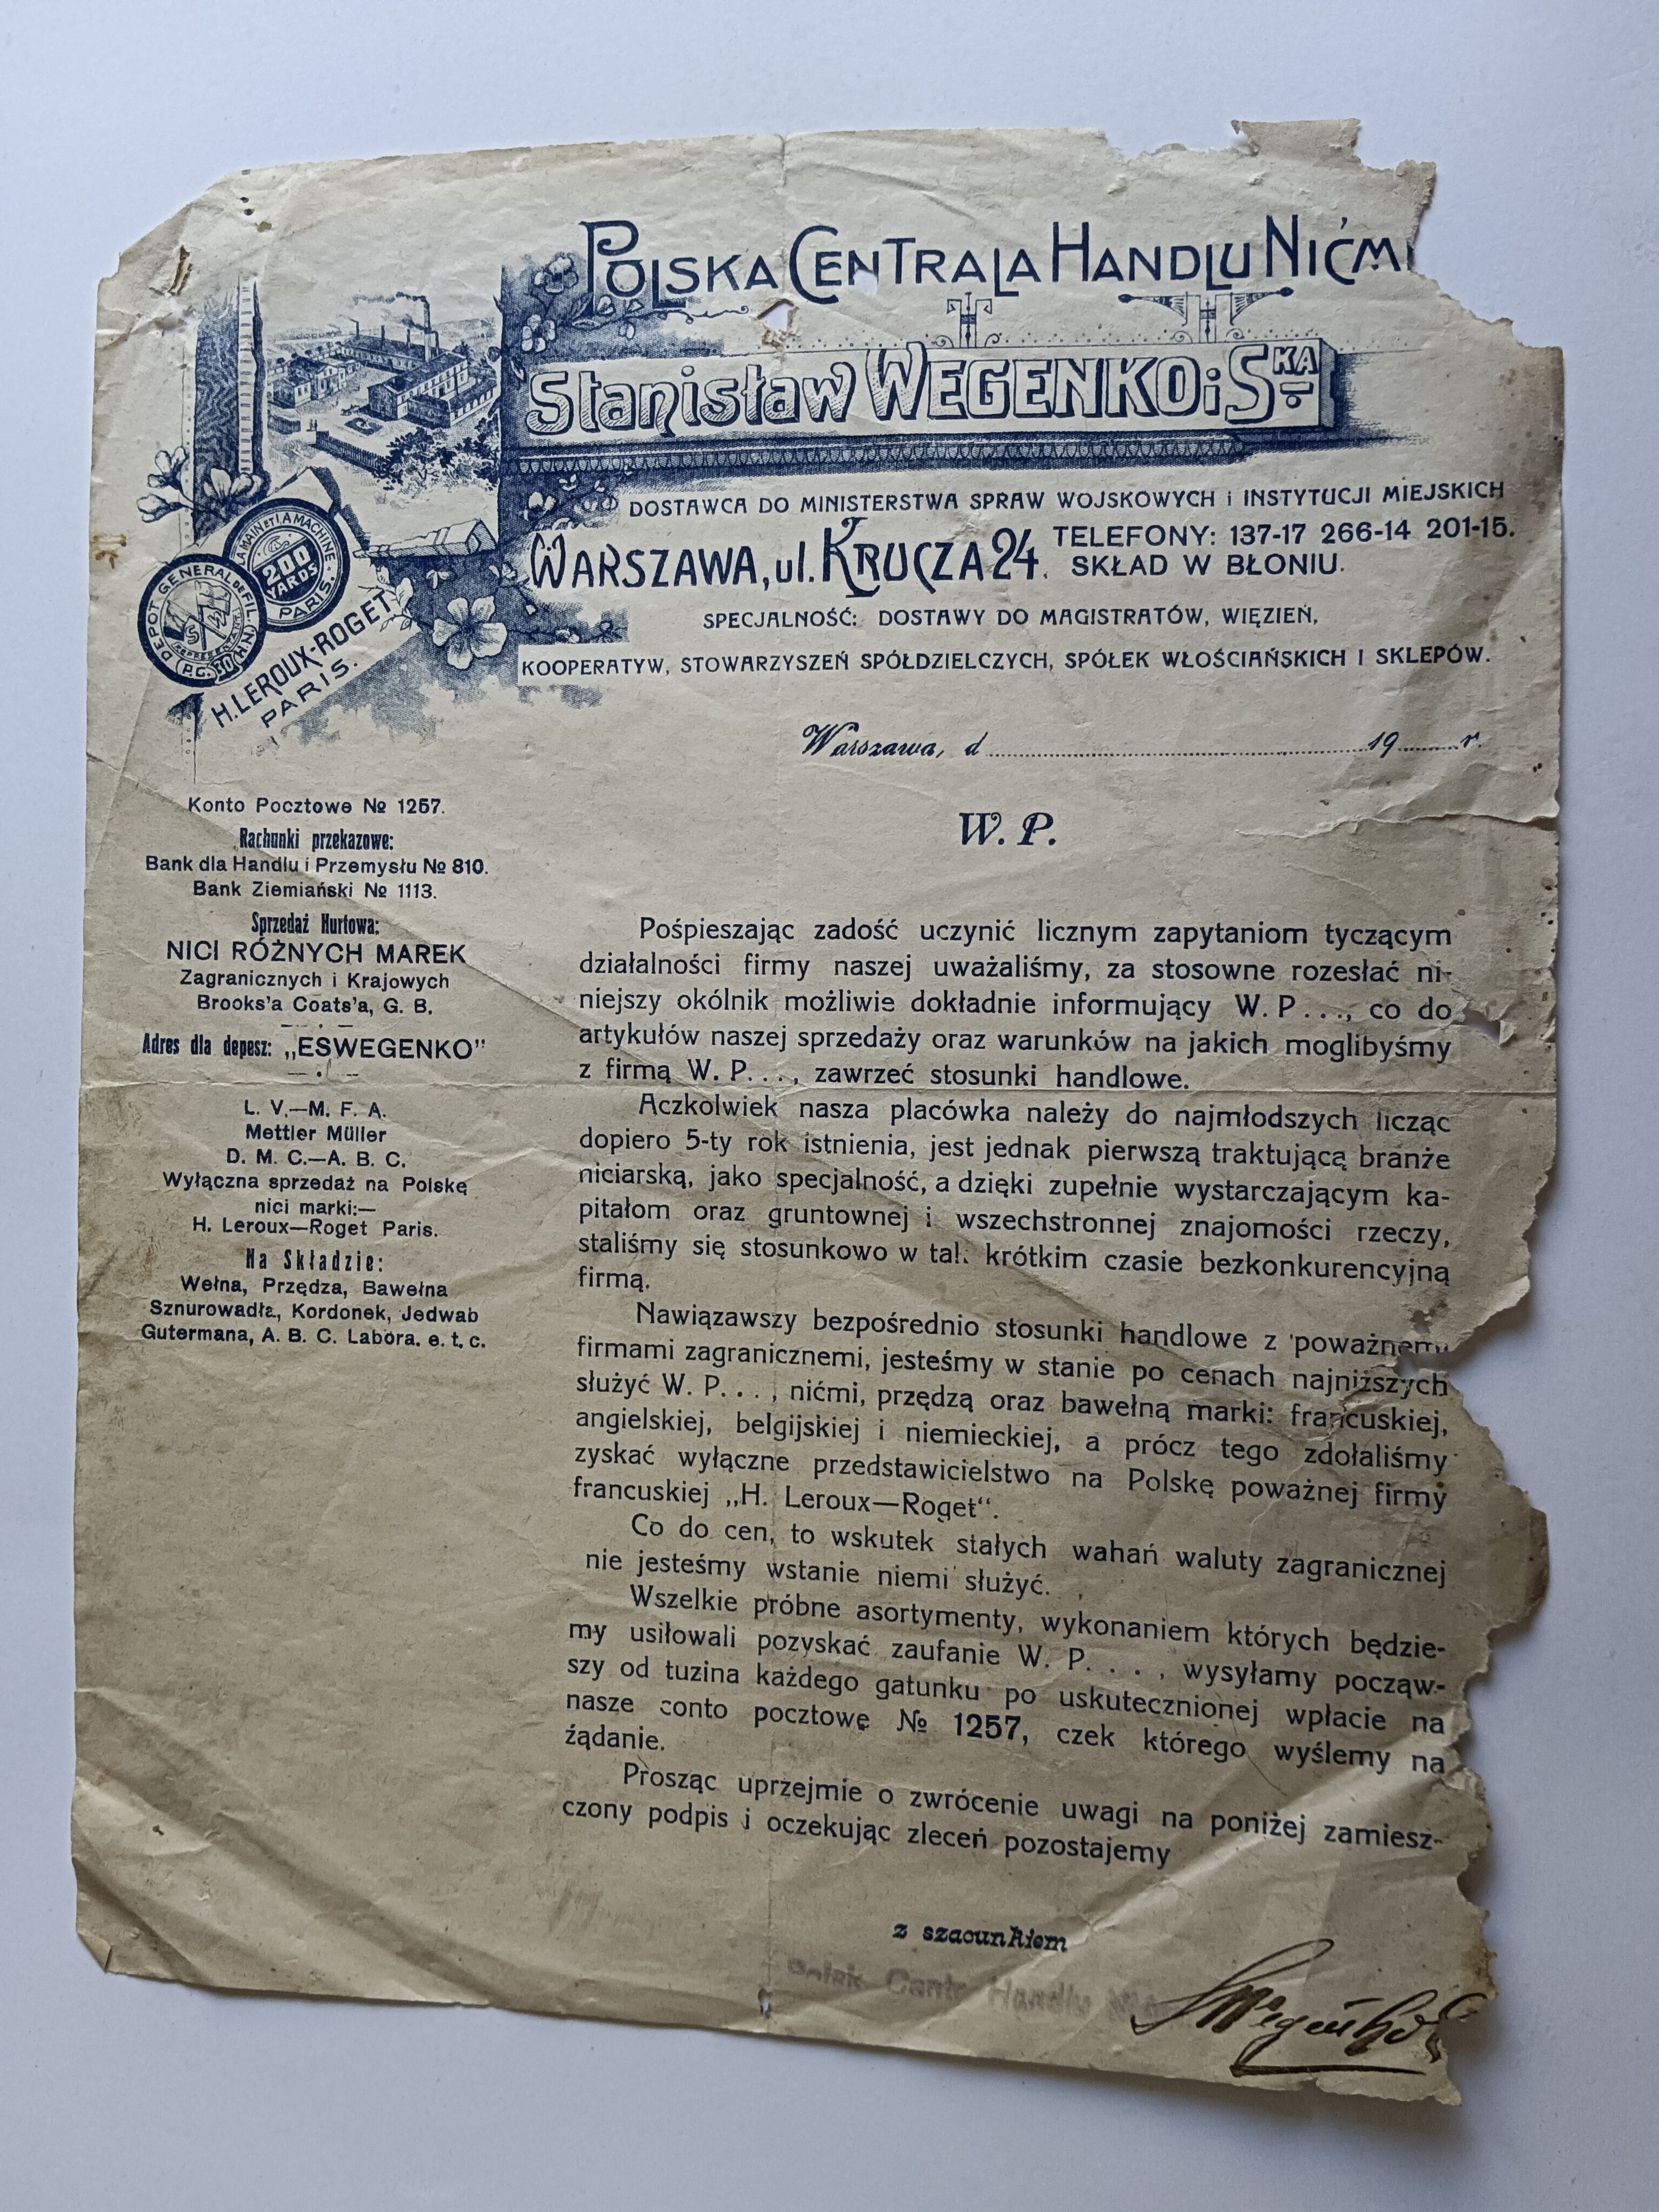 POLSKA CENTRALA HANDLU NIĆMI
Stanisław WEGENKO i SKA
DOSTAWCA DO MINISTERSTWA SPRAW WOJSKOWYCH i INSTYTUCJI MIEJSKICH
WARSZAWA, ul. KRUCZA 24. TELEFONY: 137-17 266-14 201-15.
SKŁAD W BŁONIU.
SPECJALNOŚĆ: DOSTAWY DO MAGISTRATÓW, WIĘZIEŃ,
KOOPERATYW, STOWARZYSZEŃ SPÓŁDZIELCZYCH, SPÓŁEK WŁOŚCIAŃSKICH I SKLEPÓW.
A LA MAIN ET LA MACHINE
200
YARDS
PARIS
DEPOT GENERAL DE FIL
S W
P.C. 30
H. LEROUX-ROGET
PARIS.
Warszawa, d 19 r.
Konto Pocztowe № 1257.
Rachunki przekazowe:
Bank dla Handlu i Przemysłu № 810.
Bank Ziemiański № 1113.
Sprzedaż Hurtowa:
NICI RÓŻNYCH MAREK
Zagranicznych i Krajowych
Brooks'a Coats'a, G. B.
Adres dla depesz: „ESWEGENKO"
L. V.—M. F. A.
Mettler Müller
D. M. C.—A. B. C.
Wyłączna sprzedaż na Polskę
nici marki:—
H. Leroux—Roget Paris.
Na Składzie:
Wełna, Przędza, Bawełna
Sznurowadła, Kordonek, Jedwab
Gutermana, A. B. C. Labora. e. t. c.
W. P.
Pośpieszając zadość uczynić licznym zapytaniom tyczącym
działalności firmy naszej uważaliśmy, za stosowne rozesłać ni-
niejszy okólnik możliwie dokładnie informujący W. P..., co do
artykułów naszej sprzedaży oraz warunków na jakich moglibyśmy
z firmą W. P..., zawrzeć stosunki handlowe.
Aczkolwiek nasza placówka należy do najmłodszych licząc
dopiero 5-ty rok istnienia, jest jednak pierwszą traktującą branże
niciarską, jako specjalność, a dzięki zupełnie wystarczającym ka-
pitałom oraz gruntownej i wszechstronnej znajomości rzeczy,
staliśmy się stosunkowo w tak krótkim czasie bezkonkurencyjną
firmą.
Nawiązawszy bezpośrednio stosunki handlowe z poważnemi
firmami zagranicznemi, jesteśmy w stanie po cenach najniższych
służyć W. P. . . , nićmi, przędzą oraz bawełną marki: francuskiej,
angielskiej, belgijskiej i niemieckiej, a prócz tego zdołaliśmy
zyskać wyłączne przedstawicielstwo na Polskę poważnej firmy
francuskiej „H. Leroux—Roget“.
Co do cen, to wskutek stałych wahań waluty zagranicznej
nie jesteśmy wstanie niemi służyć.
Wszelkie próbne asortymenty, wykonaniem których będzie-
my usiłowali pozyskać zaufanie W. P. . . . , wysyłamy począw-
szy od tuzina każdego gatunku po uskutecznionej wpłacie na
nasze conto pocztowe № 1257, czek którego wyślemy na
żądanie.
Prosząc uprzejmie o zwrócenie uwagi na poniżej zamiesz-
czony podpis i oczekując zleceń pozostajemy
z szacunkiem
Polsk Centr Handlu
SWegenko